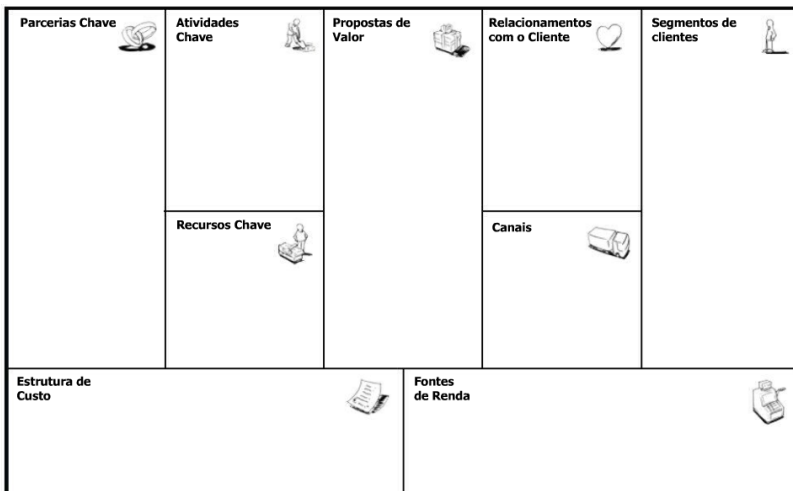 Parcerias Chave
Atividades
Chave
Propostas de
Valor
Relacionamentos
com o Cliente
Segmentos de
clientes
Recursos Chave
Canais
Estrutura de
Custo
Fontes
de Renda